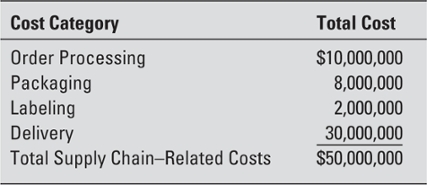 Cost Category Total Cost
Order Processing $10,000,000
Packaging 8,000,000
Labeling 2,000,000
Delivery 30,000,000
Total Supply Chain–Related Costs $50,000,000